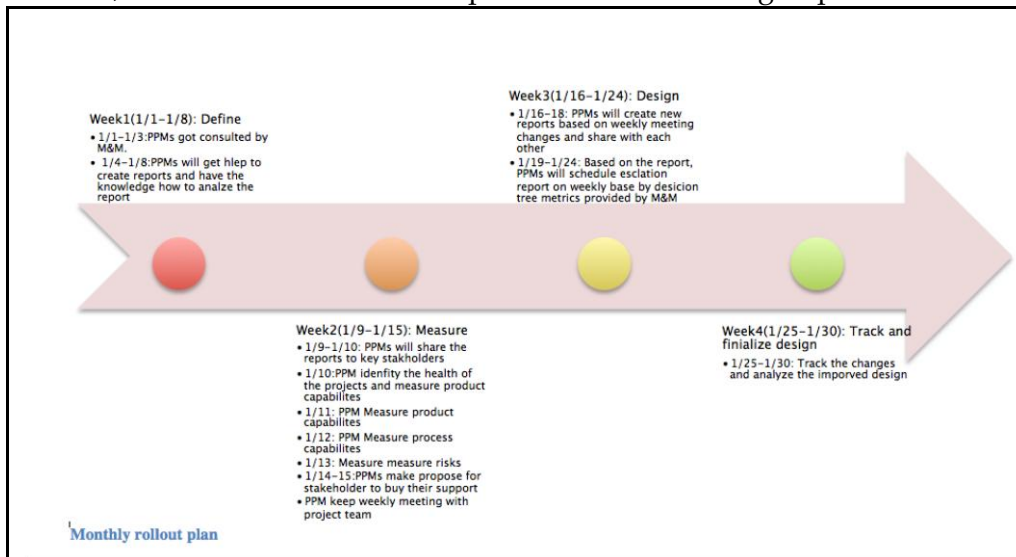 Week1(1/1-1/8): Define
• 1/1-1/3:PPMs got consulted by
M&M.
• 1/4-1/8:PPMs will get hlep to
create reports and have the
knowledge how to analze the
report
Week2(1/9-1/15): Measure
• 1/9-1/10: PPMs will share the
reports to key stakholders
• 1/10:PPM idenfity the health of
the projects and measure product
capabilites
• 1/11: PPM Measure product
capabilites
• 1/12: PPM Measure process
capabilites
• 1/13: Measure measure risks
• 1/14-15:PPMs make propose for
stakeholder to buy their support
• PPM keep weekly meeting with
project team
Week3(1/16-1/24): Design
• 1/16-18: PPMs will create new
reports based on weekly meeting
changes and share with each
other
• 1/19-1/24: Based on the report,
PPMs will schedule esclation
report on weekly base by desicion
tree metrics provided by M&M
Week4(1/25-1/30): Track and
finialize design
• 1/25-1/30: Track the changes
and analyze the imporved design
Monthly rollout plan